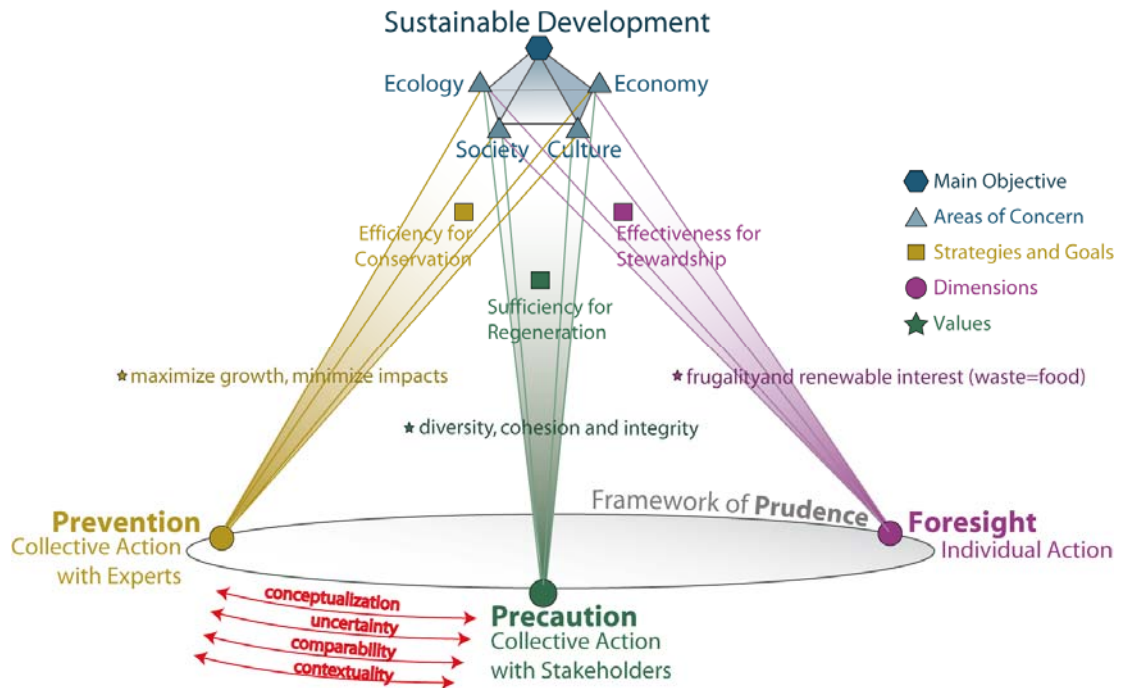 Sustainable Development
Ecology
Economy
Society
Culture
Main Objective
Areas of Concern
Strategies and Goals
Dimensions
Values
Efficiency for
Conservation
Effectiveness for
Stewardship
Sufficiency for
Regeneration
maximize growth, minimize impacts
frugalityand renewable interest (waste=food)
diversity, cohesion and integrity
Framework of Prudence
Prevention
Collective Action
with Experts
Foresight
Individual Action
Precaution
Collective Action
with Stakeholders
conceptualization
uncertainty
comparability
contextuality